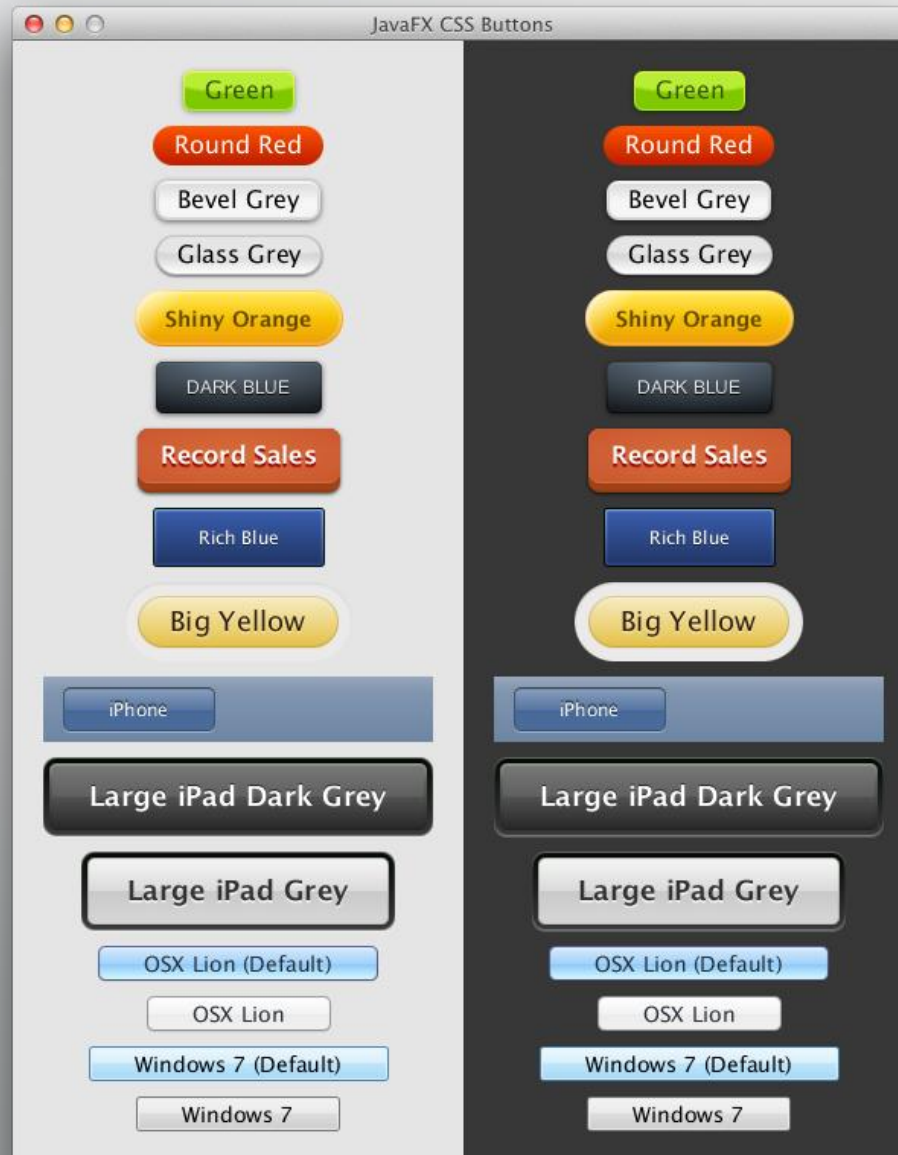 JavaFX CSS Buttons
Green
Round Red
Bevel Grey
Glass Grey
Shiny Orange
DARK BLUE
Record Sales
Rich Blue
Big Yellow
iPhone
Large iPad Dark Grey
Large iPad Grey
OSX Lion (Default)
OSX Lion
Windows 7 (Default)
Windows 7
Green
Round Red
Bevel Grey
Glass Grey
Shiny Orange
DARK BLUE
Record Sales
Rich Blue
Big Yellow
iPhone
Large iPad Dark Grey
Large iPad Grey
OSX Lion (Default)
OSX Lion
Windows 7 (Default)
Windows 7